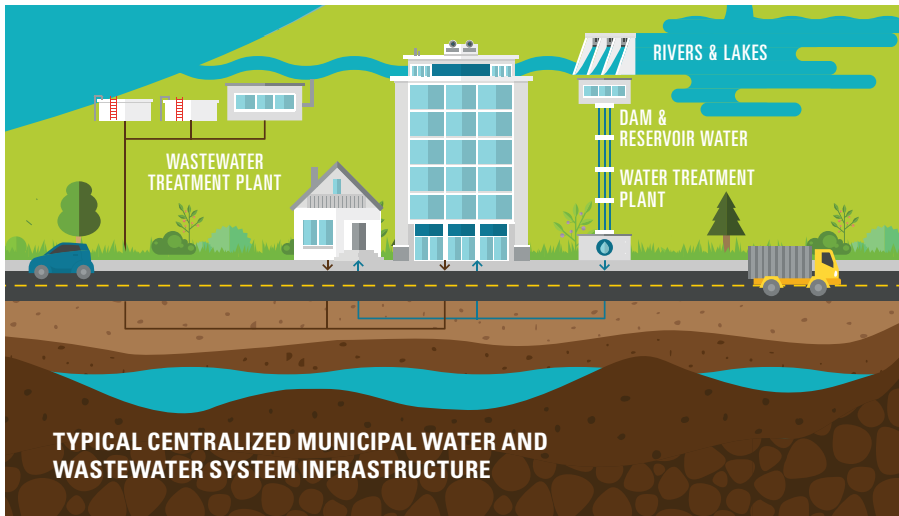 RIVERS & LAKES
DAM &
RESERVOIR WATER
WASTEWATER
TREATMENT PLANT
WATER TREATMENT
PLANT
TYPICAL CENTRALIZED MUNICIPAL WATER AND
WASTEWATER SYSTEM INFRASTRUCTURE